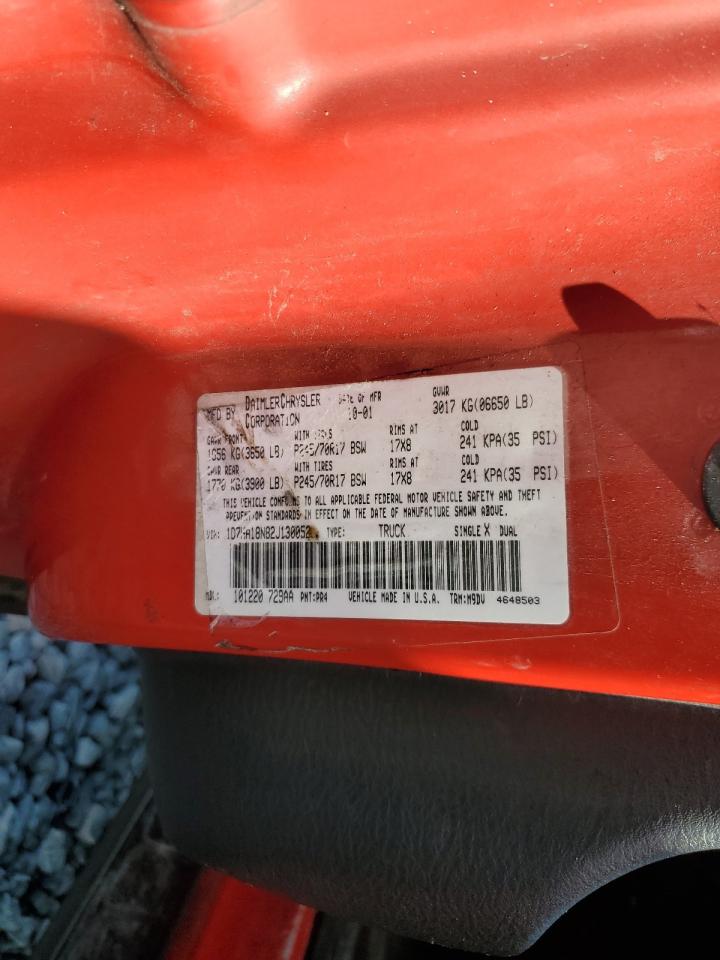 MFD BY DAIMLERCHRYSLER CORPORATION DATE OF MFR 10-01 GVWR 3017 KG(06650 LB)
GAWR FRONT WITH TIRES RIMS AT COLD
1656 KG(3650 LB) P245/70R17 BSW 17X8 241 KPA(35 PSI)
GAWR REAR WITH TIRES RIMS AT COLD
1770 KG(3900 LB) P245/70R17 BSW 17X8 241 KPA(35 PSI)
THIS VEHICLE CONFORMS TO ALL APPLICABLE FEDERAL MOTOR VEHICLE SAFETY AND THEFT
PREVENTION STANDARDS IN EFFECT ON THE DATE OF MANUFACTURE SHOWN ABOVE.
VIN: TYPE: TRUCK SINGLE X DUAL
MDH: 101220 729AA PNT:PR4 VEHICLE MADE IN U.S.A. TRM:M9DV 4648503